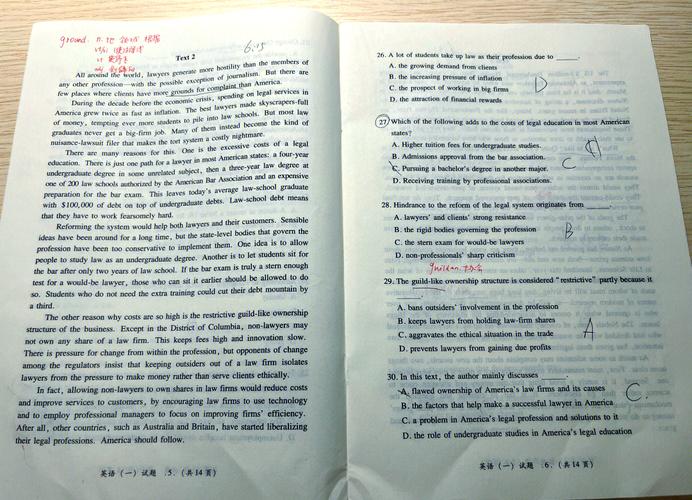 ground. n. 地
6.15
Text 2
All around the world, lawyers generate more hostility than the members of
any other profession—with the possible exception of journalism. But there are
few places where clients have more grounds for complaint than America.
During the decade before the economic crisis, spending on legal services in
America grew twice as fast as inflation. The best lawyers made skyscrapers-full
of money, tempting ever more students to pile into law schools. But most law
graduates never get a big-firm job. Many of them instead become the kind of
nuisance-lawsuit filer that makes the tort system a costly nightmare.
There are many reasons for this. One is the excessive costs of a legal
education. There is just one path for a lawyer in most American states: a four-year
undergraduate degree in some unrelated subject, then a three-year law degree at
one of 200 law schools authorized by the American Bar Association and an expensive
preparation for the bar exam. This leaves today's average law-school graduate
with $100,000 of debt on top of undergraduate debts. Law-school debt means
that they have to work fearsomely hard.
Reforming the system would help both lawyers and their customers. Sensible
ideas have been around for a long time, but the state-level bodies that govern the
profession have been too conservative to implement them. One idea is to allow
people to study law as an undergraduate degree. Another is to let students sit for
the bar after only two years of law school. If the bar exam is truly a stern enough
test for a would-be lawyer, those who can sit it earlier should be allowed to do
so. Students who do not need the extra training could cut their debt mountain by
a third.
The other reason why costs are so high is the restrictive guild-like ownership
structure of the business. Except in the District of Columbia, non-lawyers may
not own any share of a law firm. This keeps fees high and innovation slow.
There is pressure for change from within the profession, but opponents of change
among the regulators insist that keeping outsiders out of a law firm isolates
lawyers from the pressure to make money rather than serve clients ethically.
In fact, allowing non-lawyers to own shares in law firms would reduce costs
and improve services to customers, by encouraging law firms to use technology
and to employ professional managers to focus on improving firms' efficiency.
After all, other countries, such as Australia and Britain, have started liberalizing
their legal professions. America should follow.
英语（一）试题 .5.（共14页）
26. A lot of students take up law as their profession due to ______.
A. the growing demand from clients
B. the increasing pressure of inflation
C. the prospect of working in big firms
D. the attraction of financial rewards
D
27. Which of the following adds to the costs of legal education in most American
states?
A. Higher tuition fees for undergraduate studies.
B. Admissions approval from the bar association.
C. Pursuing a bachelor's degree in another major.
D. Receiving training by professional associations.
C
28. Hindrance to the reform of the legal system originates from ______.
A. lawyers' and clients' strong resistance
B. the rigid bodies governing the profession
C. the stern exam for would-be lawyers
D. non-professionals' sharp criticism
B
29. The guild-like ownership structure is considered "restrictive" partly because it
______.
A. bans outsiders' involvement in the profession
B. keeps lawyers from holding law-firm shares
C. aggravates the ethical situation in the trade
D. prevents lawyers from gaining due profits
A
30. In this text, the author mainly discusses ______.
A. flawed ownership of America's law firms and its causes
B. the factors that help make a successful lawyer in America
C. a problem in America's legal profession and solutions to it
D. the role of undergraduate studies in America's legal education
C
英语（一）试题 .6.（共14页）